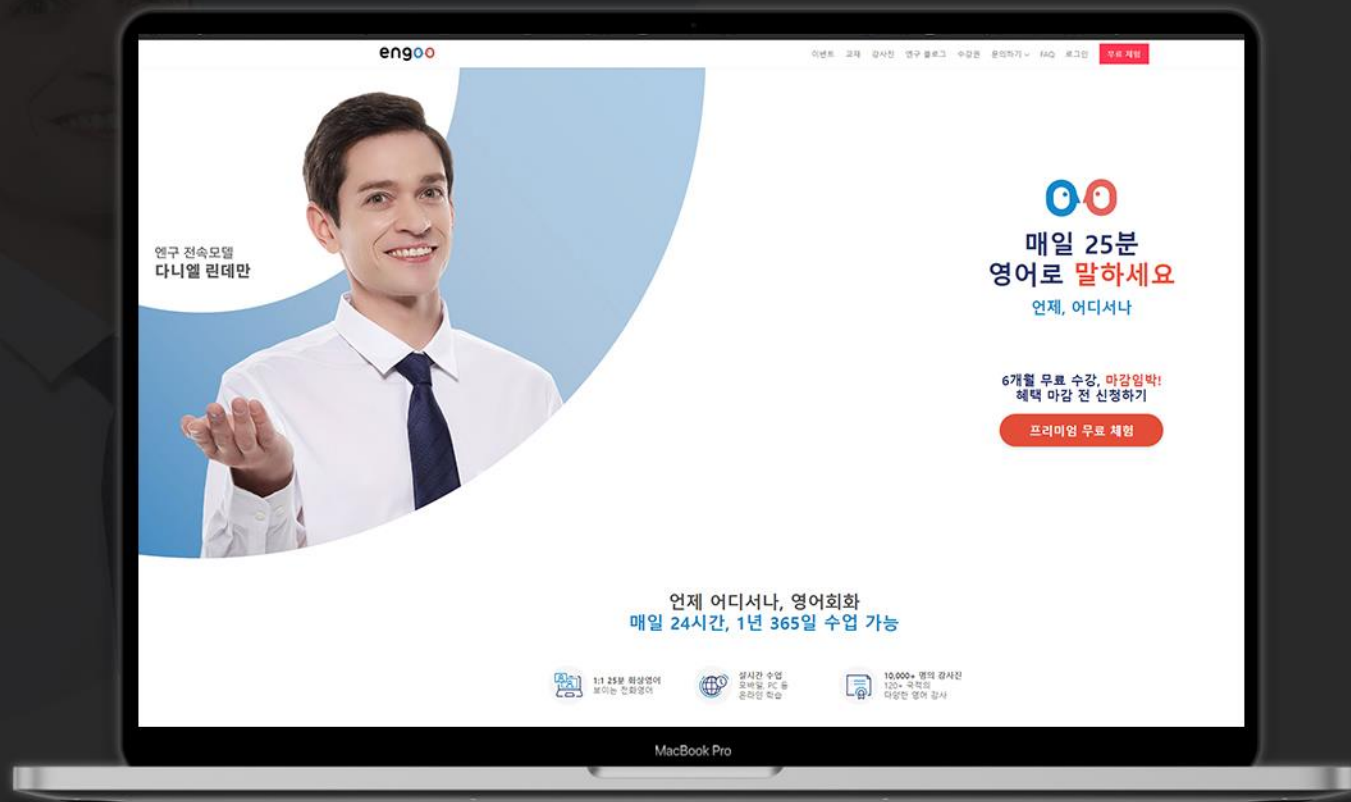 engoo
이벤트 교재 강사진 엔구 블로그 수강권 문의하기 FAQ 로그인 무료 체험
엔구 전속모델
다니엘 린데만
매일 25분
영어로 말하세요
언제, 어디서나
6개월 무료 수강, 마감임박!
혜택 마감 전 신청하기
프리미엄 무료 체험
언제 어디서나, 영어회화
매일 24시간, 1년 365일 수업 가능
1:1 25분 화상영어
보이는 전화영어
실시간 수업
모바일, PC 등
온라인 학습
10,000+ 명의 강사진
120+ 국적의
다양한 영어 강사
MacBook Pro